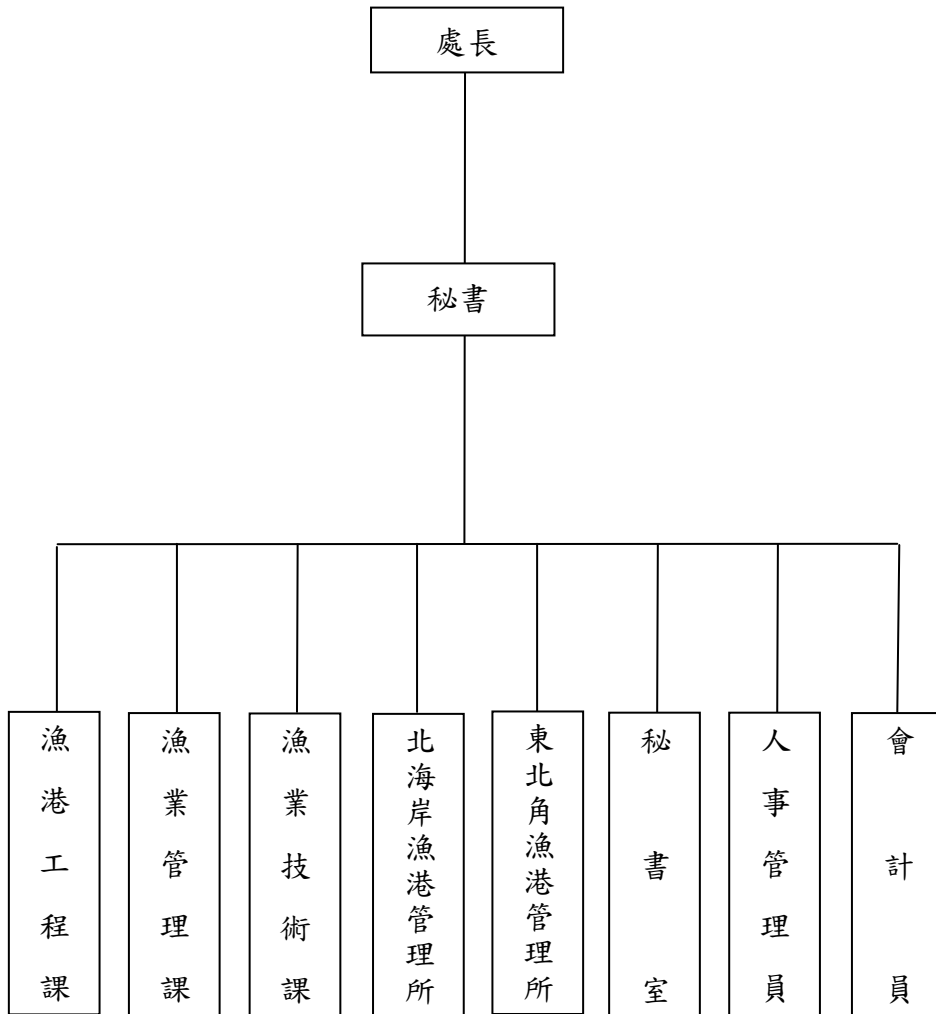 處長
秘書
漁港工程課
漁業管理課
漁業技術課
北海岸漁港管理所
東北角漁港管理所
秘書室
人事管理員
會計員